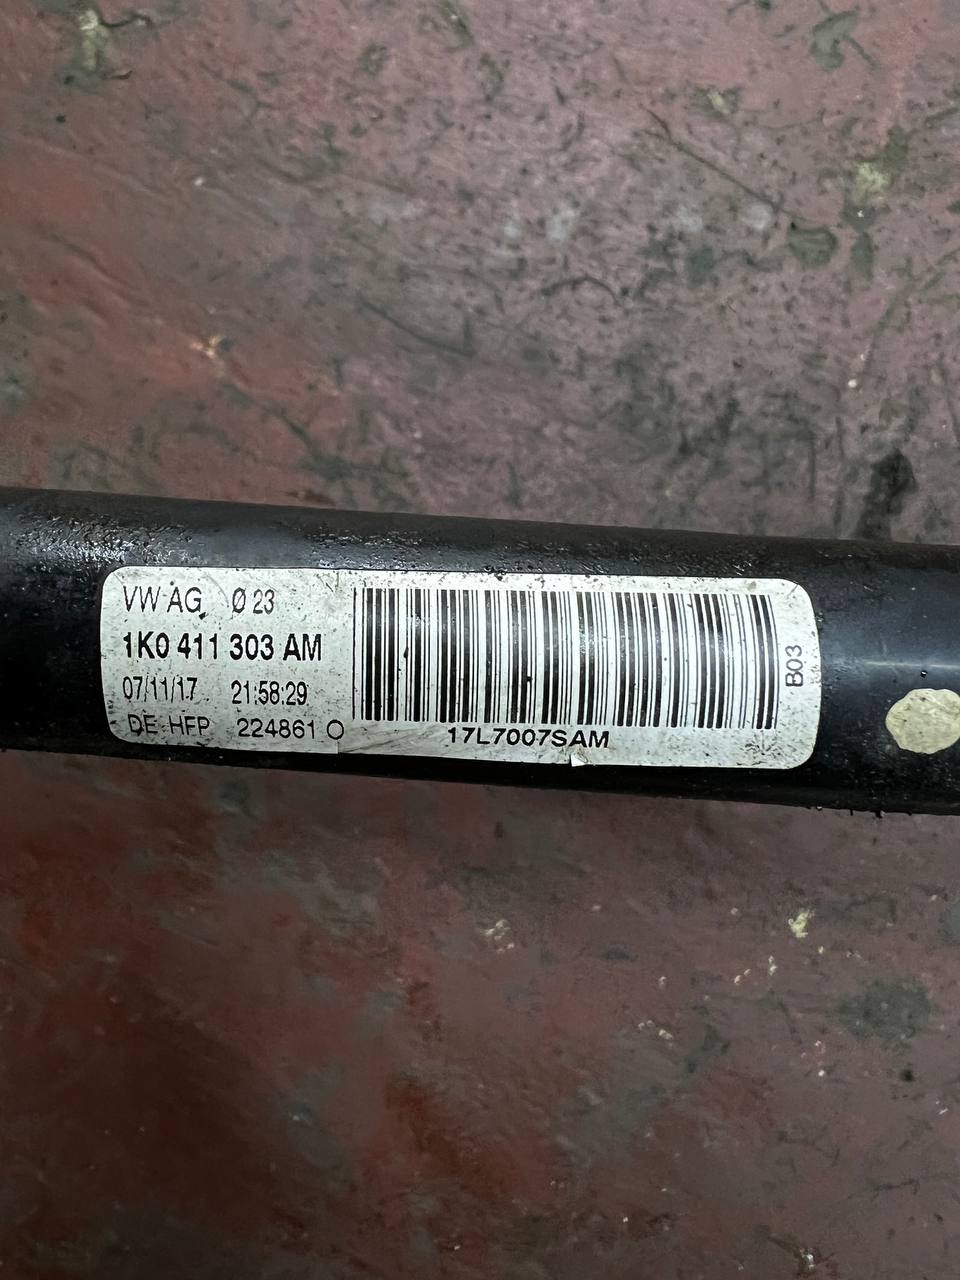 VW AG Ø 23
1K0 411 303 AM
07/11/17 21:58:29
DE HFP 224861 O
17L7007SAM
B03